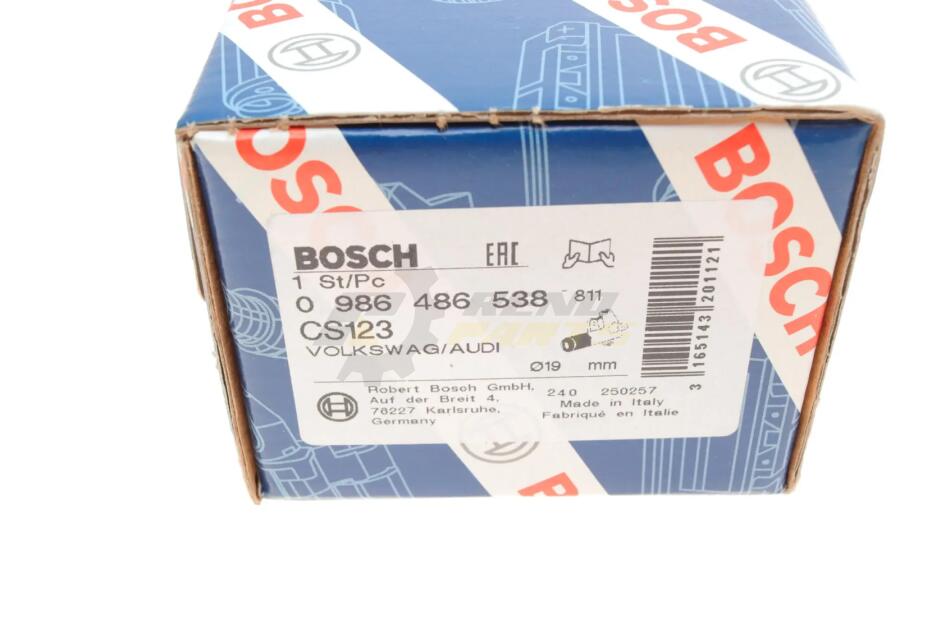 BOSCH
BOSCH
BOSCH
BOSCH
BOSCH EAC
1 St/Pc
0 986 486 538 811
CS123
VOLKSWAG/AUDI
Ø19 mm
Robert Bosch GmbH,
Auf der Breit 4,
76227 Karlsruhe,
Germany
240 250257
Made in Italy
Fabriqué en Italie
3 165143 201121